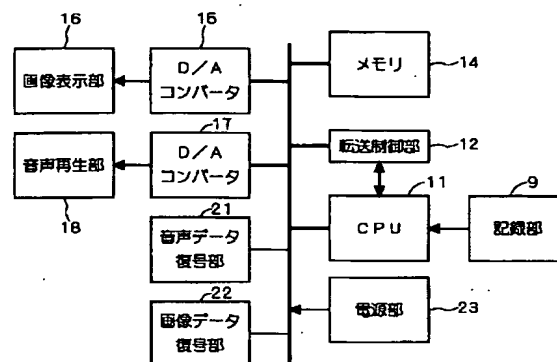 16
15
画像表示部
D／A
コンバータ
メモリ
14
17
音声再生部
D／A
コンバータ
転送制御部
12
18
11
9
21
音声データ
復号部
CPU
記録部
22
画像データ
復号部
電源部
23